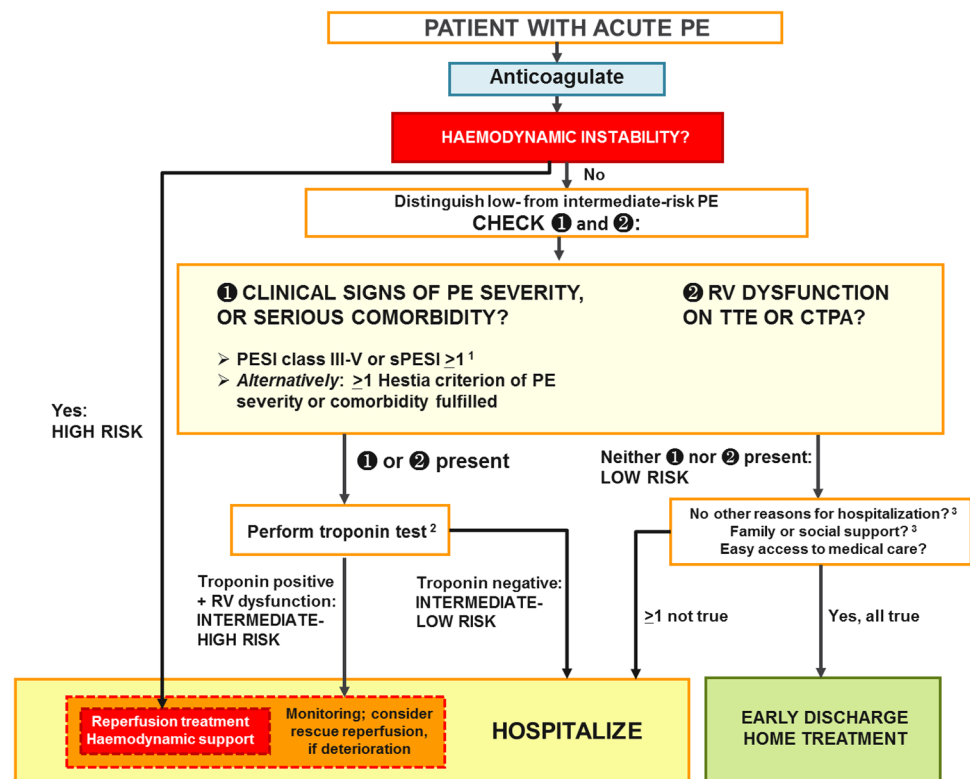 PATIENT WITH ACUTE PE
Anticoagulate
HAEMODYNAMIC INSTABILITY?
No
Distinguish low- from intermediate-risk PE
CHECK ❶ and ❷:
❶ CLINICAL SIGNS OF PE SEVERITY,
OR SERIOUS COMORBIDITY?
➢ PESI class III-V or sPESI ≥1 ¹
➢ Alternatively: ≥1 Hestia criterion of PE
severity or comorbidity fulfilled
❷ RV DYSFUNCTION
ON TTE OR CTPA?
Yes:
HIGH RISK
❶ or ❷ present
Neither ❶ nor ❷ present:
LOW RISK
Perform troponin test ²
No other reasons for hospitalization? ³
Family or social support? ³
Easy access to medical care?
Troponin positive
+ RV dysfunction:
INTERMEDIATE-
HIGH RISK
Troponin negative:
INTERMEDIATE-
LOW RISK
≥1 not true
Yes, all true
Reperfusion treatment
Haemodynamic support
Monitoring; consider
rescue reperfusion,
if deterioration
HOSPITALIZE
EARLY DISCHARGE
HOME TREATMENT